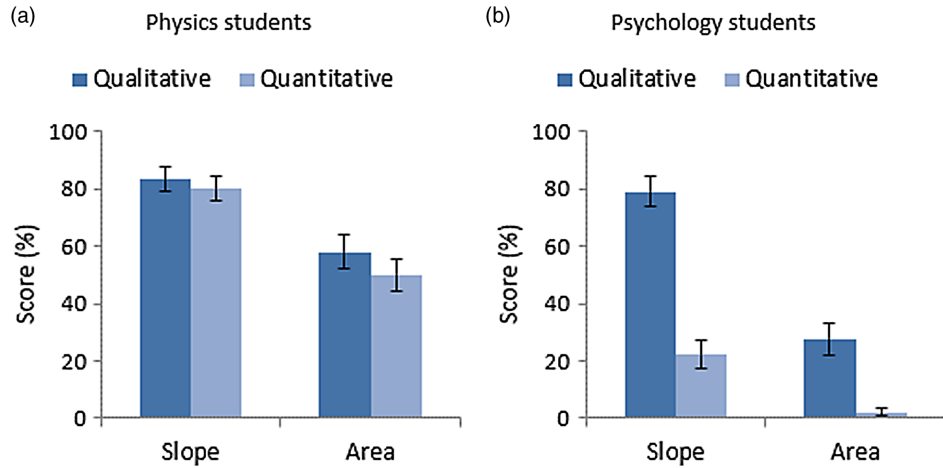 (a) Physics students
Qualitative Quantitative
100
80
60
40
20
0
Score (%)
Slope Area
(b) Psychology students
Qualitative Quantitative
100
80
60
40
20
0
Score (%)
Slope Area